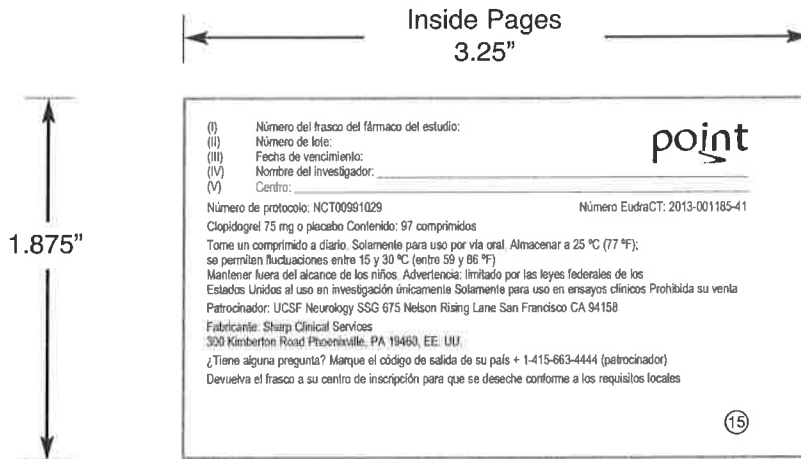 Inside Pages
3.25”
1.875”
point
(I) Número del frasco del fármaco del estudio:
(II) Número de lote:
(III) Fecha de vencimiento:
(IV) Nombre del investigador:
(V) Centro:
Número de protocolo: NCT00991029 Número EudraCT: 2013-001185-41
Clopidogrel 75 mg o placebo Contenido: 97 comprimidos
Tome un comprimido a diario. Solamente para uso por vía oral. Almacenar a 25 ºC (77 ºF);
se permiten fluctuaciones entre 15 y 30 ºC (entre 59 y 86 ºF)
Mantener fuera del alcance de los niños. Advertencia: limitado por las leyes federales de los
Estados Unidos al uso en investigación únicamente Solamente para uso en ensayos clínicos Prohibida su venta
Patrocinador: UCSF Neurology SSG 675 Nelson Rising Lane San Francisco CA 94158
Fabricante: Sharp Clinical Services
300 Kimberton Road Phoenixville, PA 19460, EE. UU.
¿Tiene alguna pregunta? Marque el código de salida de su país + 1-415-663-4444 (patrocinador)
Devuelva el frasco a su centro de inscripción para que se deseche conforme a los requisitos locales
15